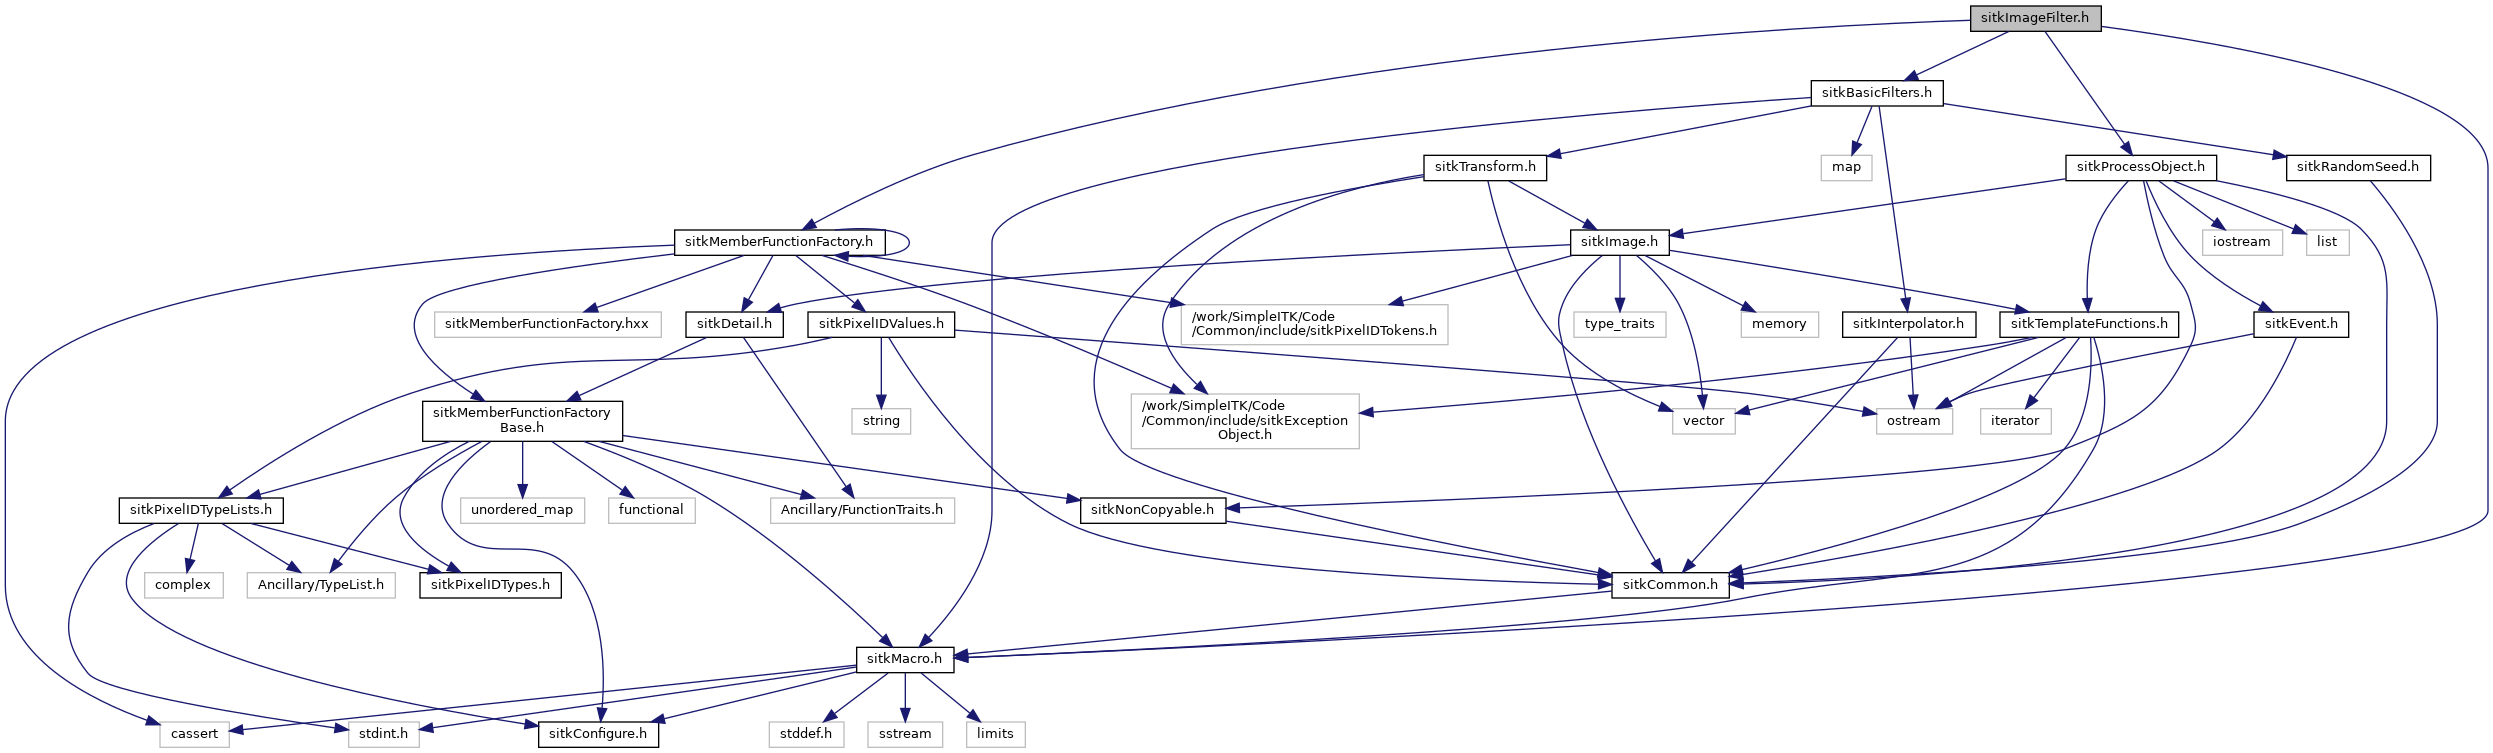 sitkImageFilter.h
sitkBasicFilters.h
sitkTransform.h
map
sitkProcessObject.h
sitkRandomSeed.h
sitkMemberFunctionFactory.h
sitkImage.h
iostream
list
sitkMemberFunctionFactory.hxx
sitkDetail.h
sitkPixelIDValues.h
/work/SimpleITK/Code
/Common/include/sitkPixelIDTokens.h
type_traits
memory
sitkInterpolator.h
sitkTemplateFunctions.h
sitkEvent.h
sitkMemberFunctionFactory
Base.h
string
/work/SimpleITK/Code
/Common/include/sitkException
Object.h
vector
ostream
iterator
sitkPixelIDTypeLists.h
unordered_map
functional
Ancillary/FunctionTraits.h
sitkNonCopyable.h
complex
Ancillary/TypeList.h
sitkPixelIDTypes.h
sitkCommon.h
sitkMacro.h
cassert
stdint.h
sitkConfigure.h
stddef.h
sstream
limits